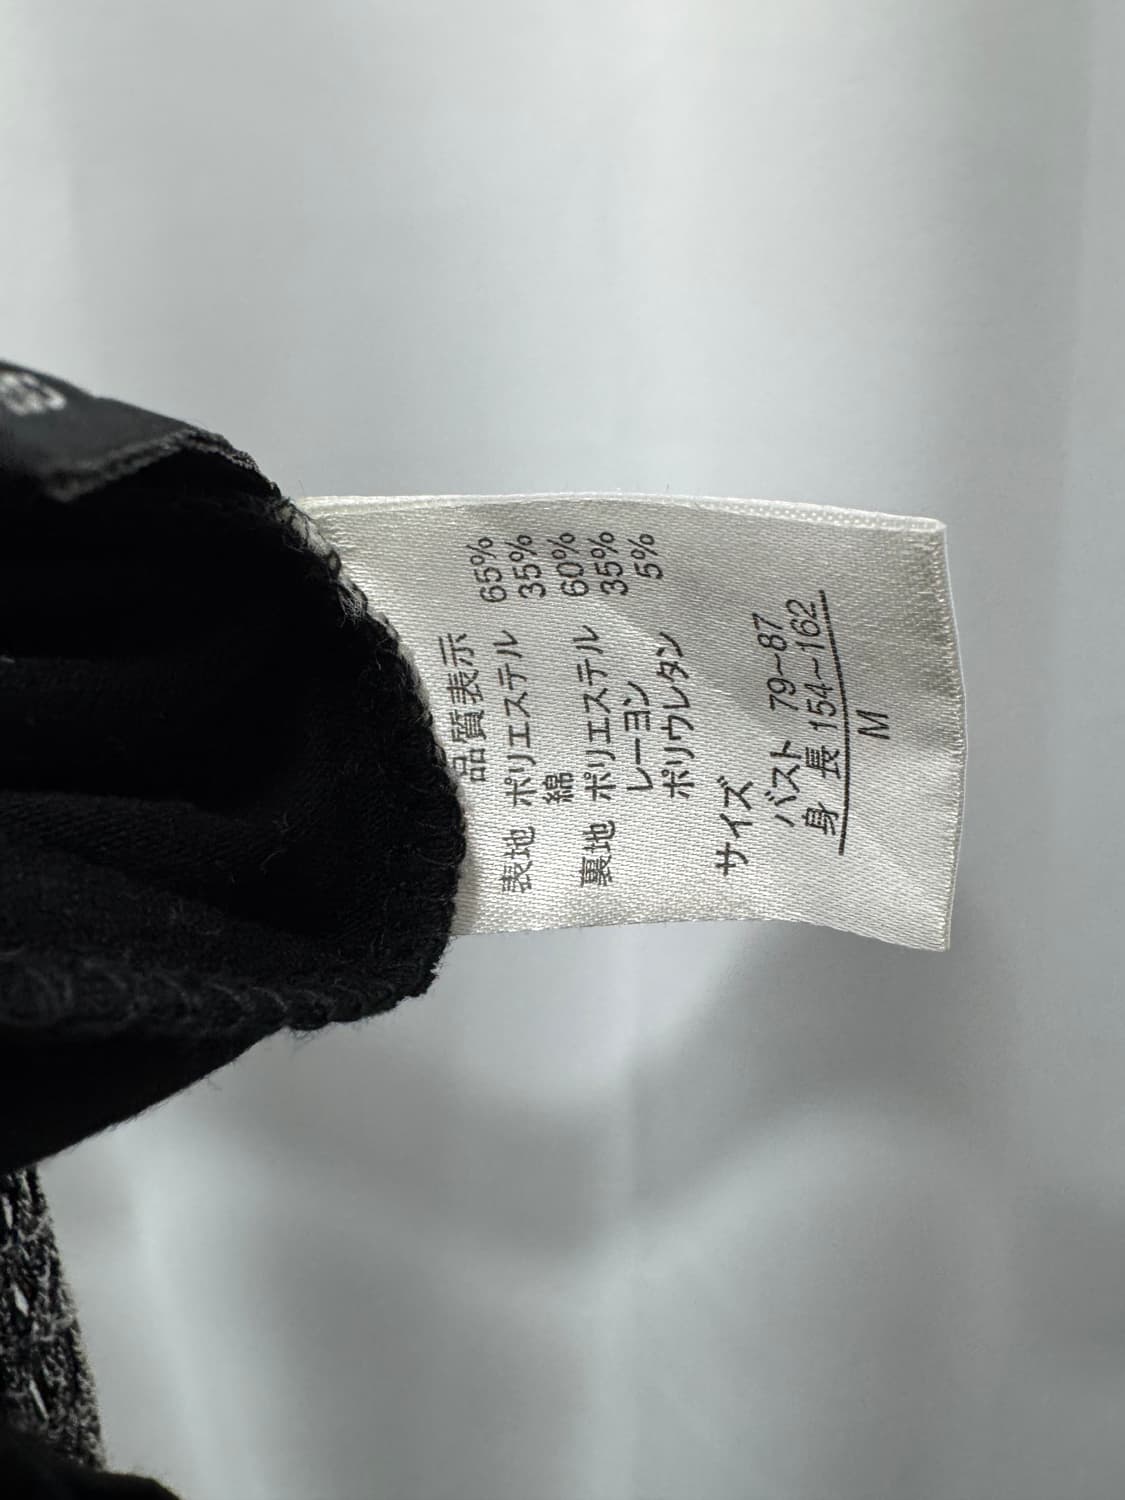 品質表示
表地 ポリエステル 65%
綿 35%
裏地 ポリエステル 60%
レーヨン 35%
ポリウレタン 5%
サイズ
バスト 79~87
身 長 154~162
M